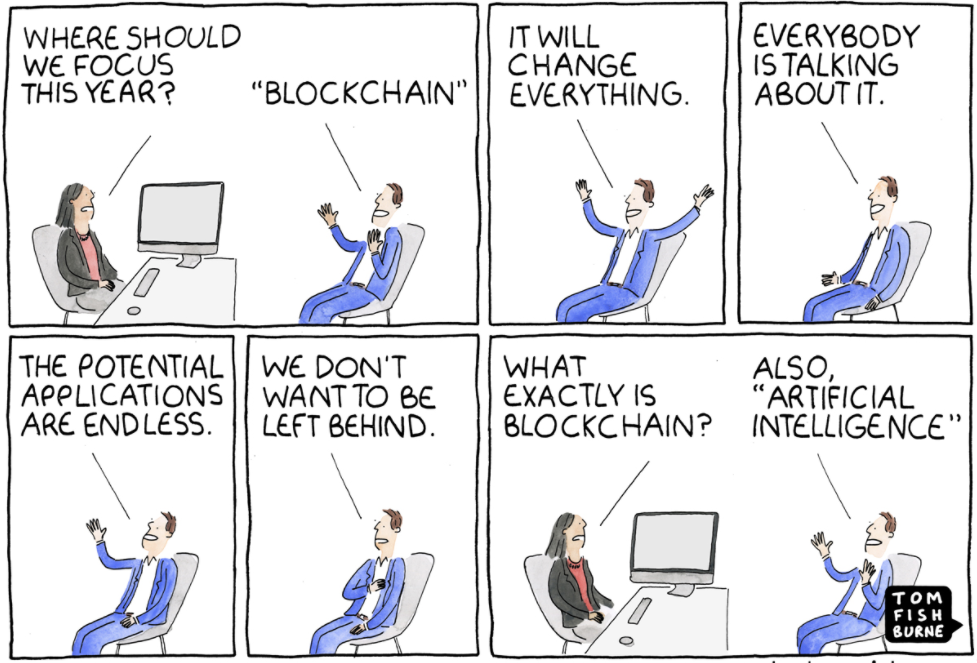 WHERE SHOULD
WE FOCUS
THIS YEAR?
"BLOCKCHAIN"
IT WILL
CHANGE
EVERYTHING.
EVERYBODY
IS TALKING
ABOUT IT.
THE POTENTIAL
APPLICATIONS
ARE ENDLESS.
WE DON'T
WANT TO BE
LEFT BEHIND.
WHAT
EXACTLY IS
BLOCKCHAIN?
ALSO,
"ARTIFICIAL
INTELLIGENCE"
TOM
FISH
BURNE